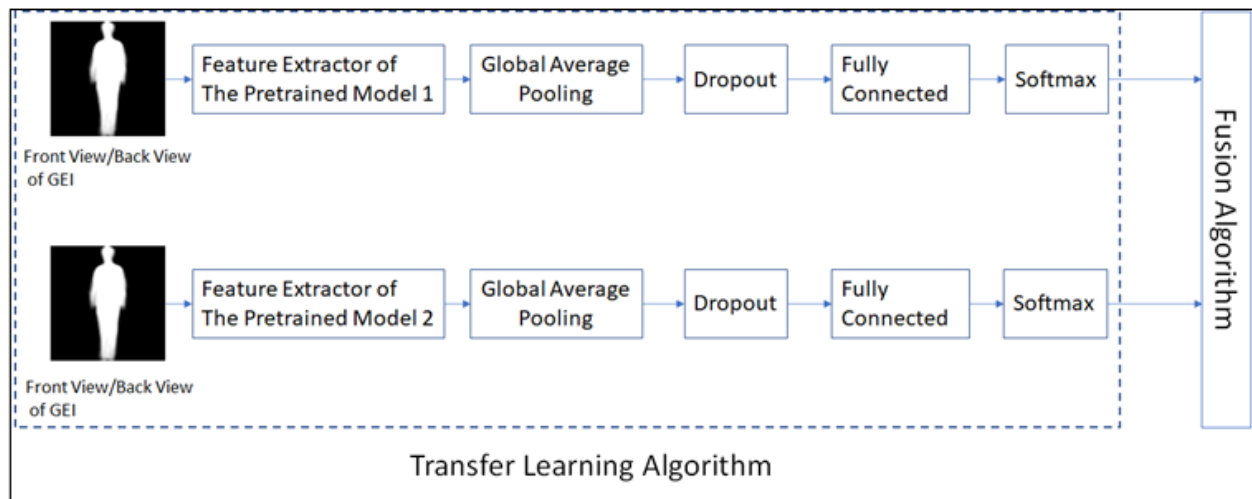 Feature Extractor of
The Pretrained Model 1
Global Average
Pooling
Dropout
Fully
Connected
Softmax
Front View/Back View
of GEI
Feature Extractor of
The Pretrained Model 2
Global Average
Pooling
Dropout
Fully
Connected
Softmax
Front View/Back View
of GEI
Fusion Algorithm
Transfer Learning Algorithm